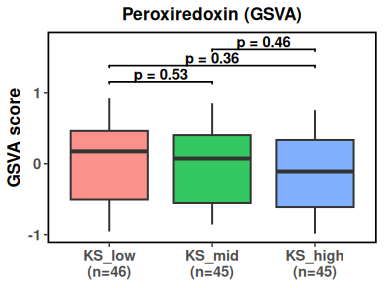 Peroxiredoxin (GSVA)
p = 0.46
p = 0.36
p = 0.53
GSVA score
1
0
-1
KS_low KS_mid KS_high
(n=46) (n=45) (n=45)